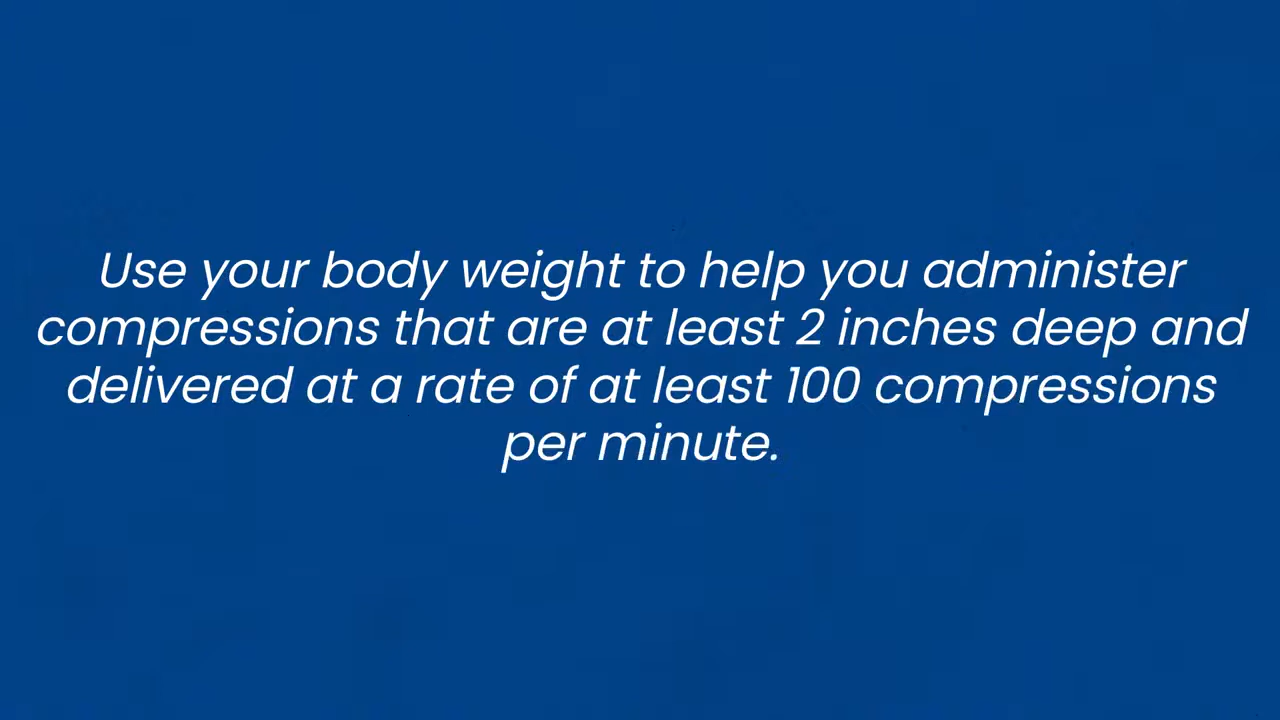 Use your body weight to help you administer
compressions that are at least 2 inches deep and
delivered at a rate of at least 100 compressions
per minute.